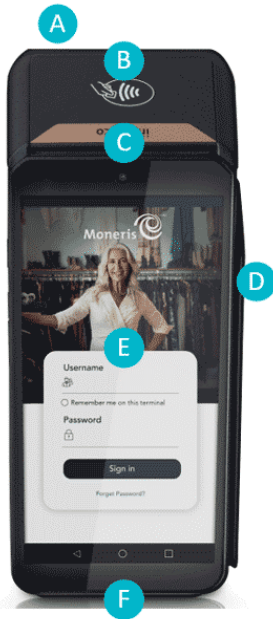 A
B
C
Moneris
D
E
Username
Remember me on this terminal
Password
Sign in
Forgot Password?
F